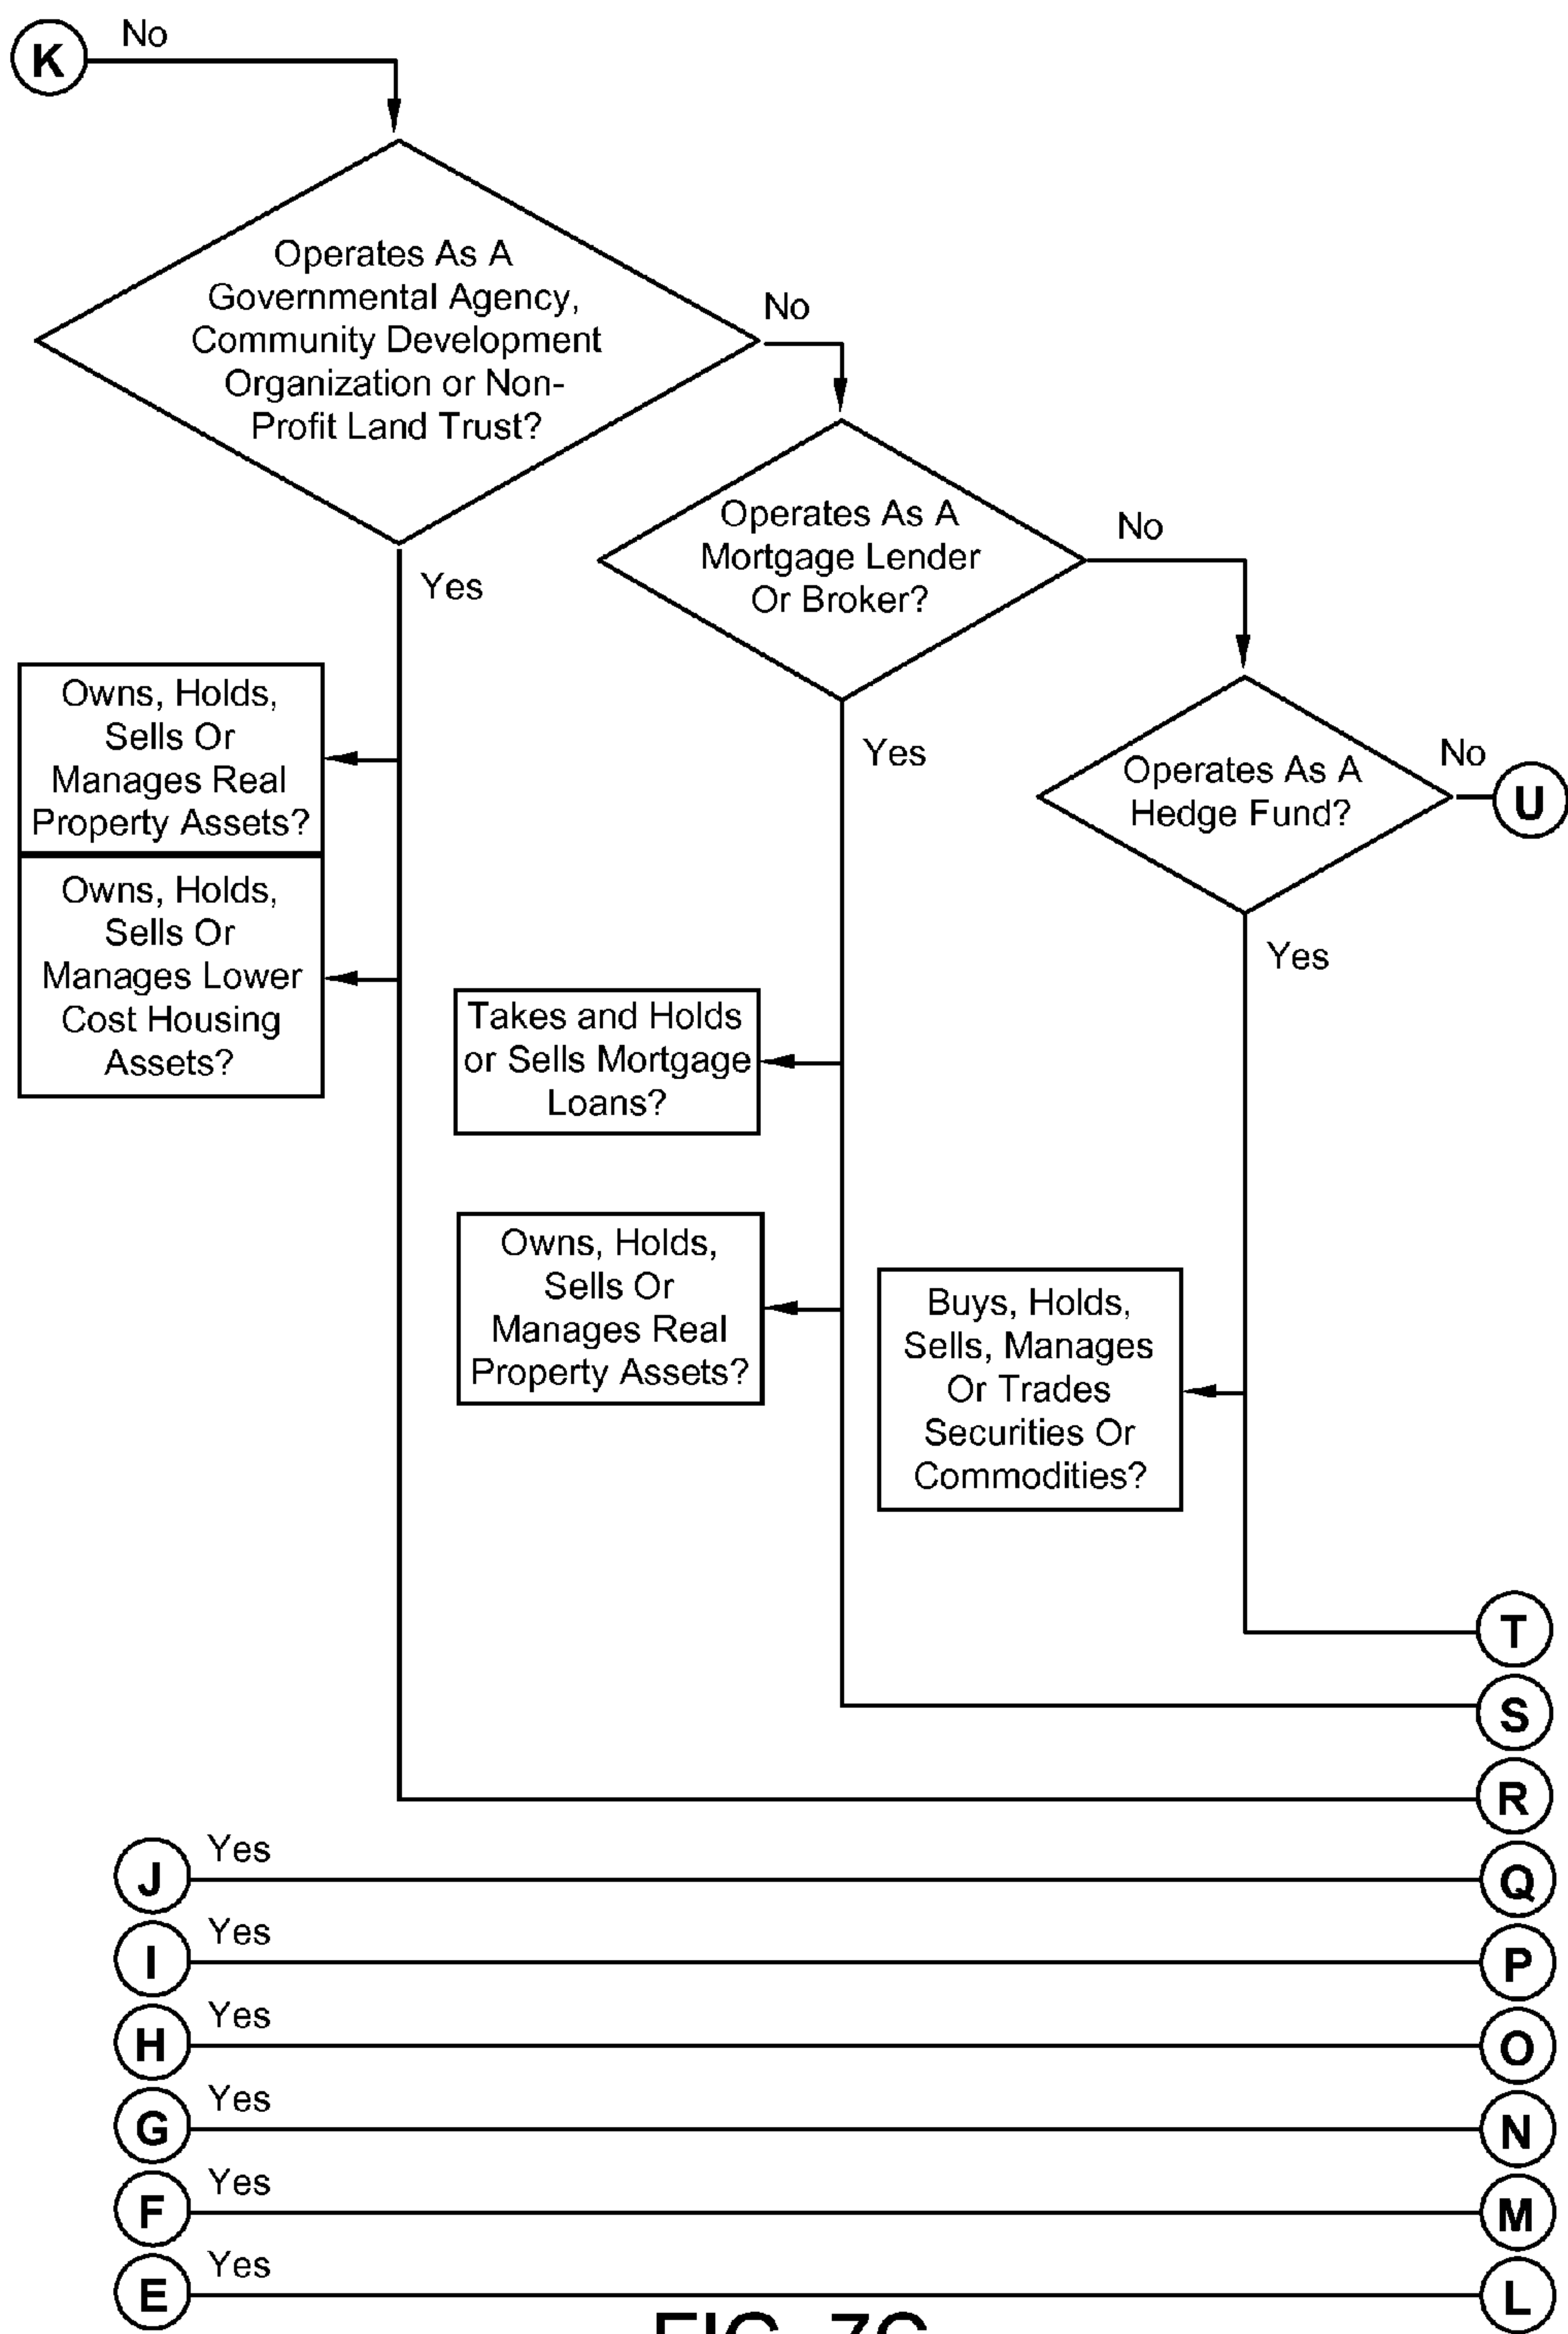 K
No
Operates As A
Governmental Agency,
Community Development
Organization or Non-
Profit Land Trust?
No
Yes
Operates As A
Mortgage Lender
Or Broker?
No
Yes
Operates As A
Hedge Fund?
No
U
Yes
Owns, Holds,
Sells Or
Manages Real
Property Assets?
Owns, Holds,
Sells Or
Manages Lower
Cost Housing
Assets?
Takes and Holds
or Sells Mortgage
Loans?
Owns, Holds,
Sells Or
Manages Real
Property Assets?
Buys, Holds,
Sells, Manages
Or Trades
Securities Or
Commodities?
T
S
R
J Yes Q
I Yes P
H Yes O
G Yes N
F Yes M
E Yes L